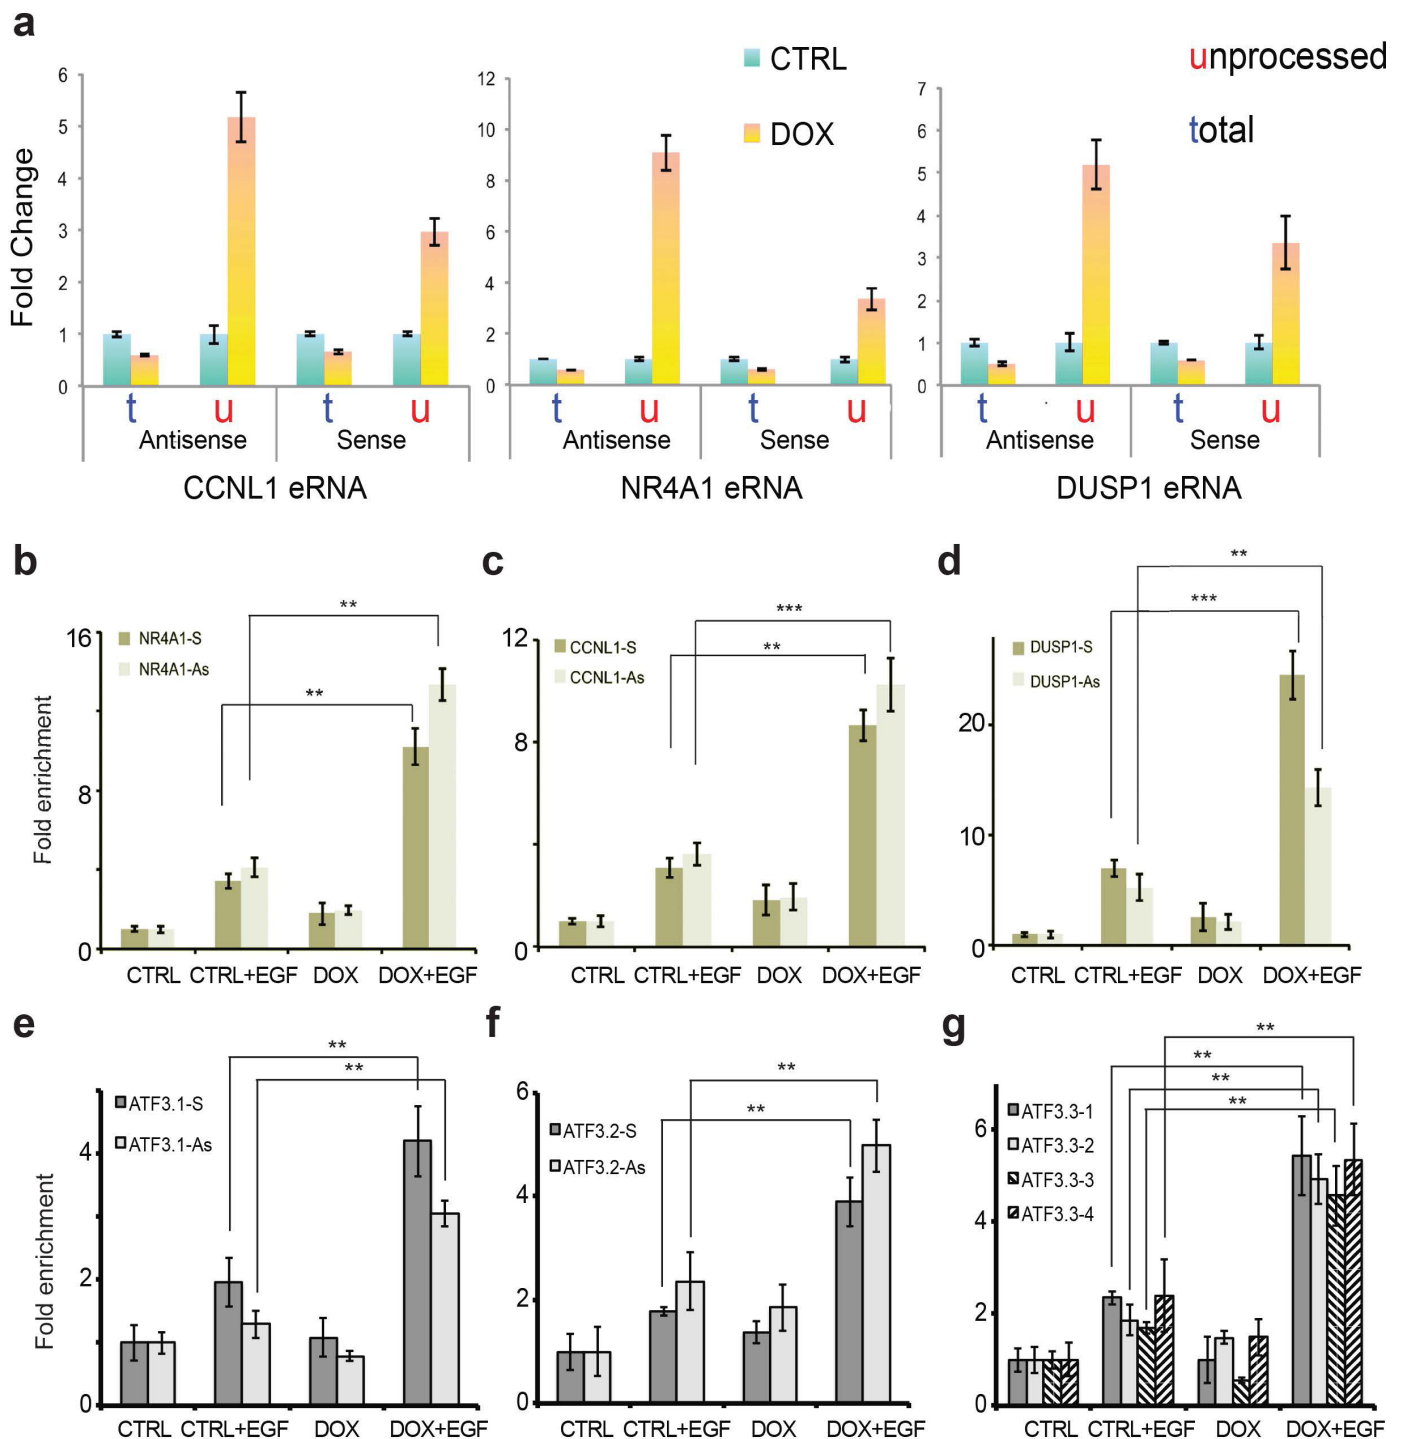 a
CTRL
DOX
unprocessed
total
Fold Change
6
5
4
3
2
1
0
12
10
8
6
4
2
0
7
6
5
4
3
2
1
0
t u t u
Antisense Sense
CCNL1 eRNA
t u t u
Antisense Sense
NR4A1 eRNA
t u t u
Antisense Sense
DUSP1 eRNA
b
Fold enrichment
16
8
0
NR4A1-S
NR4A1-As
**
**
CTRL CTRL+EGF DOX DOX+EGF
c
12
8
0
CCNL1-S
CCNL1-As
***
**
CTRL CTRL+EGF DOX DOX+EGF
d
20
10
0
DUSP1-S
DUSP1-As
**
***
CTRL CTRL+EGF DOX DOX+EGF
e
Fold enrichment
4
2
0
ATF3.1-S
ATF3.1-As
**
**
CTRL CTRL+EGF DOX DOX+EGF
f
6
4
2
0
ATF3.2-S
ATF3.2-As
**
**
CTRL CTRL+EGF DOX DOX+EGF
g
6
4
2
0
ATF3.3-1
ATF3.3-2
ATF3.3-3
ATF3.3-4
**
**
**
**
CTRL CTRL+EGF DOX DOX+EGF